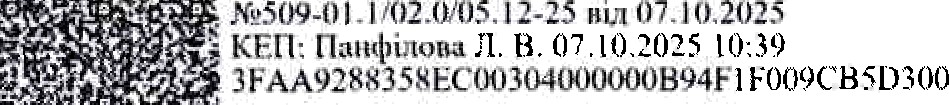 №509-01.1/02.0/05.12-25 від 07.10.2025
КЕП: Панфілова Л. В. 07.10.2025 10:39
3FAA9288358EC00304000000B94F1F009CB5D300